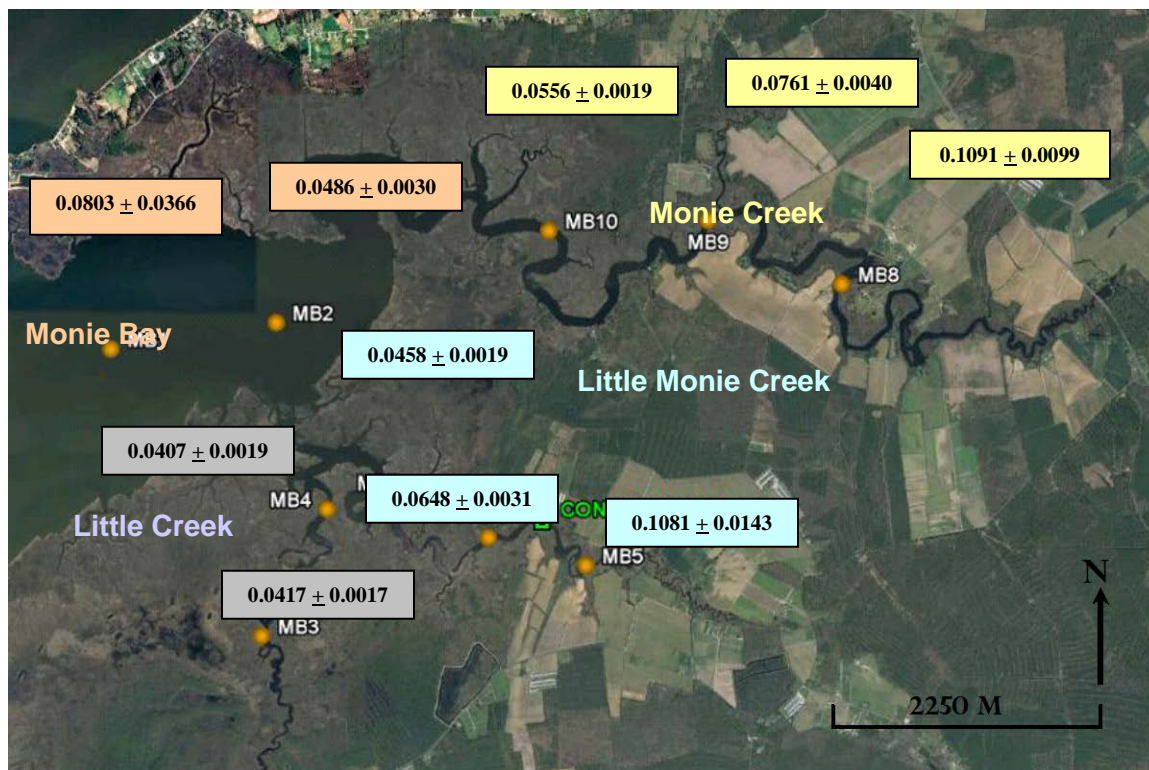 0.0556 ± 0.0019
0.0761 ± 0.0040
0.1091 ± 0.0099
0.0803 ± 0.0366
0.0486 ± 0.0030
Monie Creek
MB10
MB9
MB8
MB2
Monie Bay
0.0458 ± 0.0019
Little Monie Creek
0.0407 ± 0.0019
MB4
0.0648 ± 0.0031
CON
Little Creek
0.1081 ± 0.0143
MB5
N
0.0417 ± 0.0017
MB3
2250 M